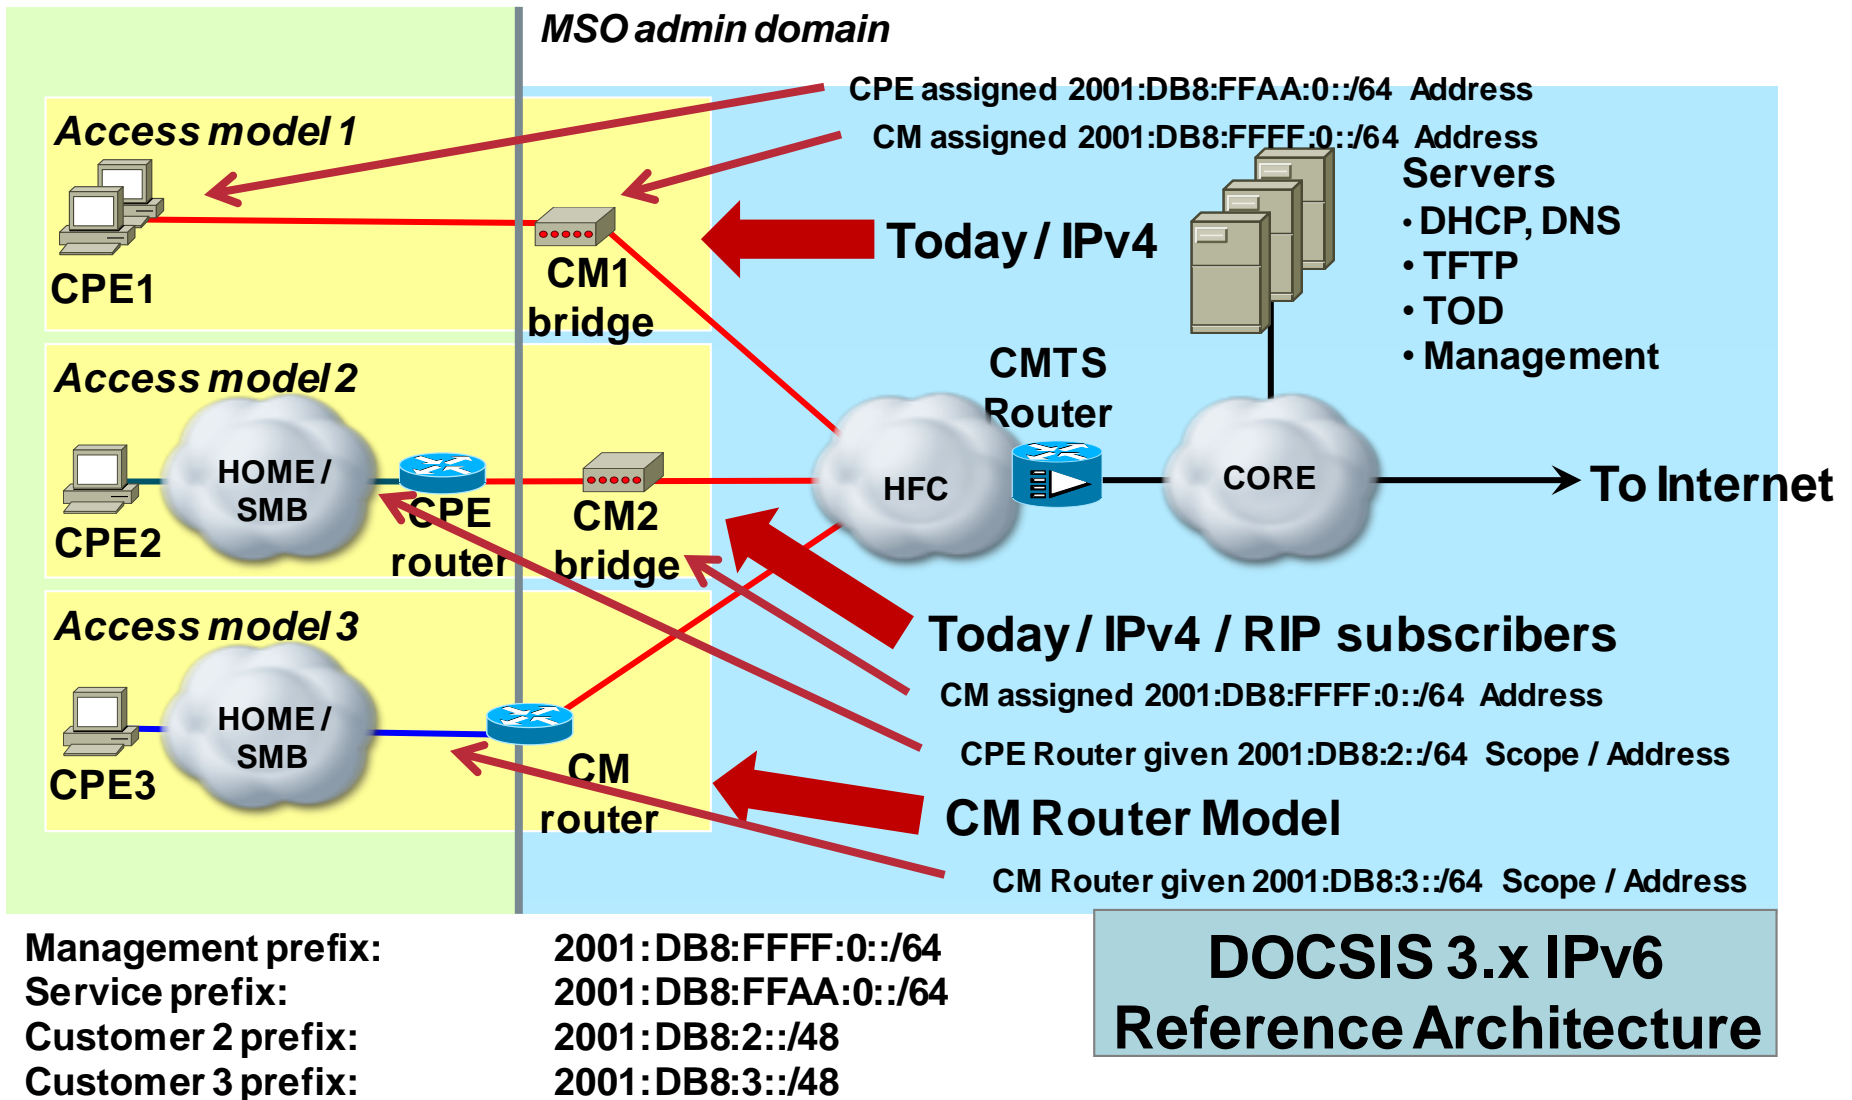 MSO admin domain
CPE assigned 2001:DB8:FFAA:0::/64 Address
CM assigned 2001:DB8:FFFF:0::/64 Address
Access model 1
CPE1
CM1
bridge
Today / IPv4
Servers
• DHCP, DNS
• TFTP
• TOD
• Management
Access model 2
HOME /
SMB
CPE2
CPE
router
CM2
bridge
HFC
CMTS
Router
CORE
To Internet
Today / IPv4 / RIP subscribers
CM assigned 2001:DB8:FFFF:0::/64 Address
CPE Router given 2001:DB8:2::/64 Scope / Address
Access model 3
HOME /
SMB
CPE3
CM
router
CM Router Model
CM Router given 2001:DB8:3::/64 Scope / Address
Management prefix: 2001:DB8:FFFF:0::/64
Service prefix: 2001:DB8:FFAA:0::/64
Customer 2 prefix: 2001:DB8:2::/48
Customer 3 prefix: 2001:DB8:3::/48
DOCSIS 3.x IPv6
Reference Architecture